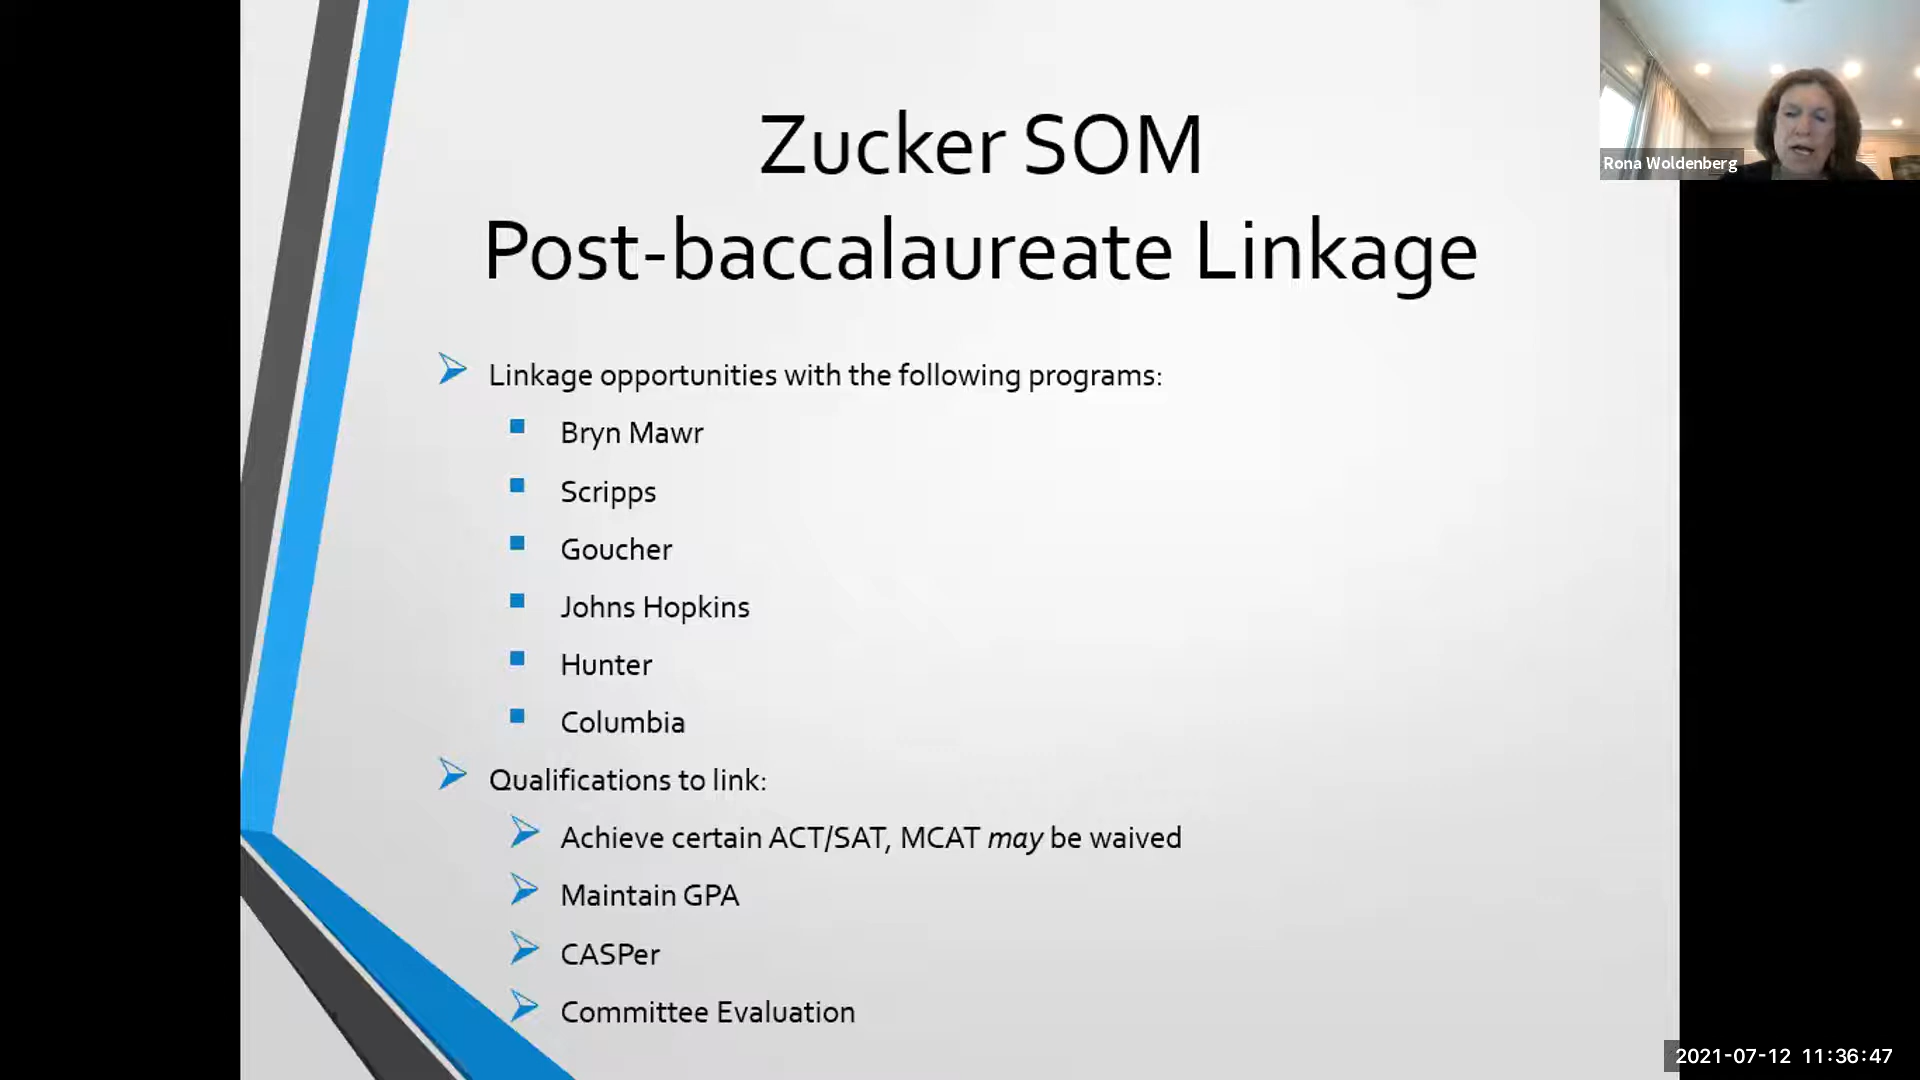 Zucker SOM
Post-baccalaureate Linkage
Rona Woldenberg
Linkage opportunities with the following programs:
Bryn Mawr
Scripps
Goucher
Johns Hopkins
Hunter
Columbia
Qualifications to link:
Achieve certain ACT/SAT, MCAT may be waived
Maintain GPA
CASPer
Committee Evaluation
2021-07-12 11:36:47